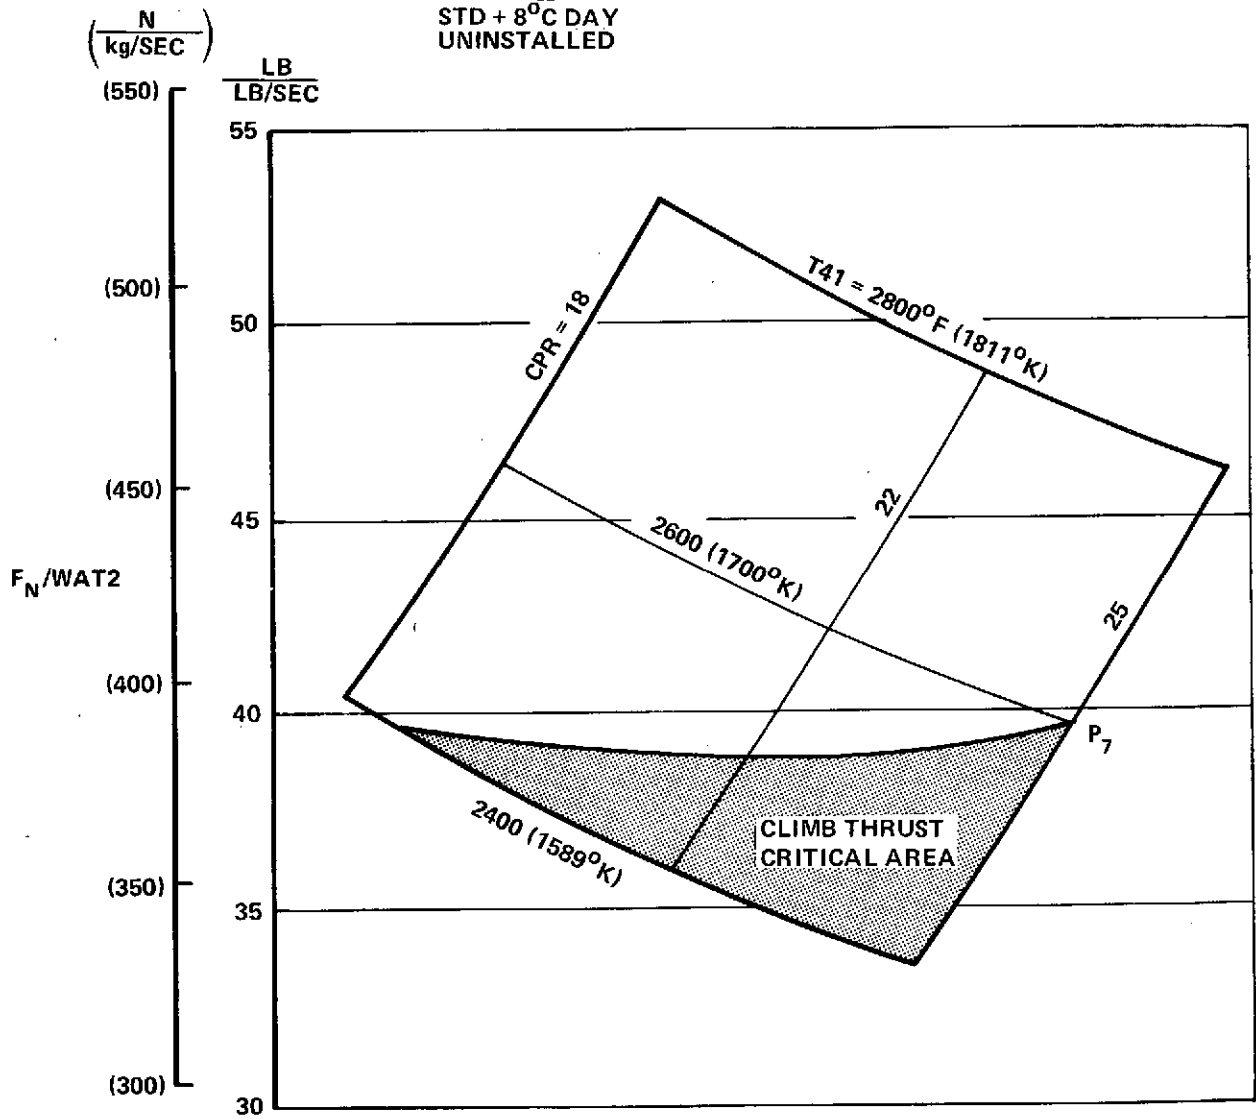 STD + 8°C DAY
UNINSTALLED
(N/kg/SEC)
LB/LB/SEC
(550)
(500)
(450)
(400)
(350)
(300)
55
50
45
40
35
30
F_N/WAT2
CPR = 18
T41 = 2800°F (1811°K)
22
2600 (1700°K)
25
P_7
2400 (1589°K)
CLIMB THRUST
CRITICAL AREA